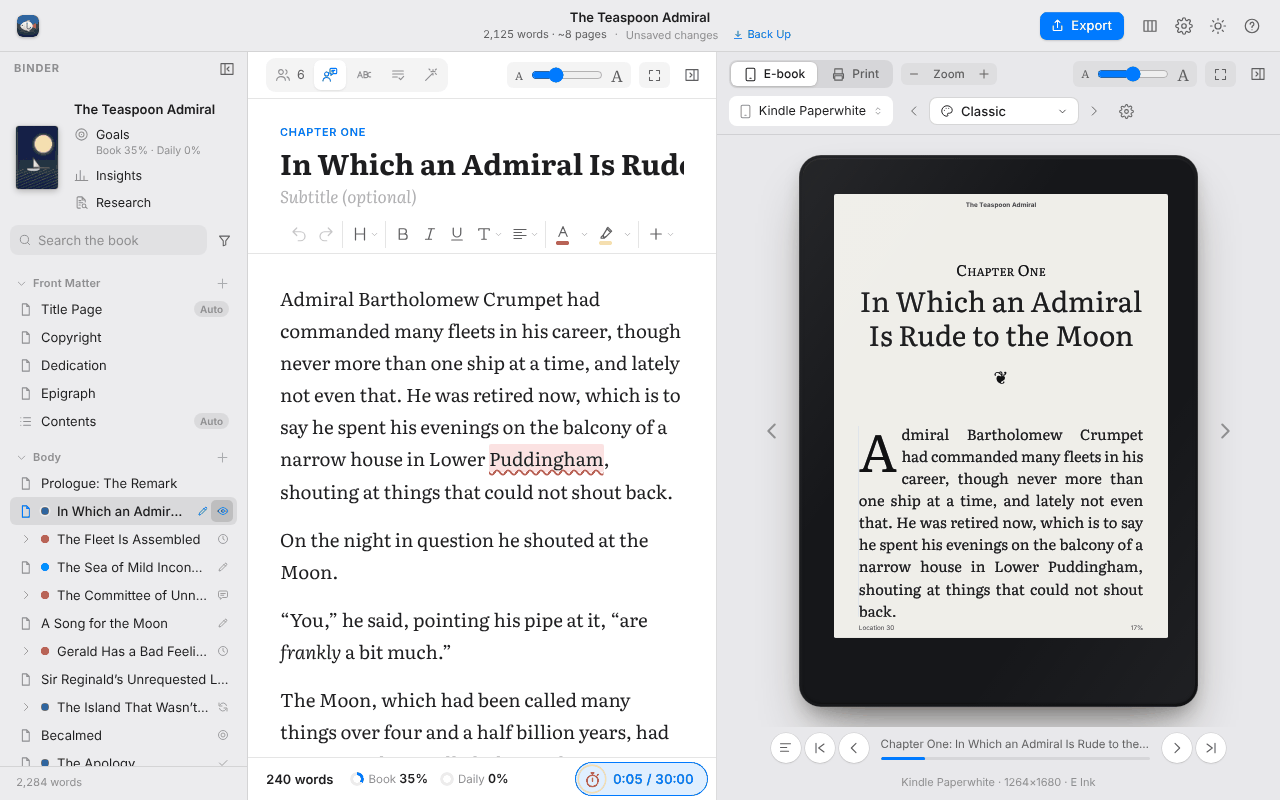 The Teaspoon Admiral
2,125 words · ~8 pages · Unsaved changes
Back Up
Export
BINDER
The Teaspoon Admiral
Goals
Book 35% · Daily 0%
Insights
Research
Search the book
Front Matter
Title Page
Auto
Copyright
Dedication
Epigraph
Contents
Auto
Body
Prologue: The Remark
In Which an Admir...
The Fleet Is Assembled
The Sea of Mild Incon...
The Committee of Unn...
A Song for the Moon
Gerald Has a Bad Feeli...
Sir Reginald’s Unrequested L...
The Island That Wasn’t...
Becalmed
The Apology
2,284 words
6
ABC
A
A
CHAPTER ONE
In Which an Admiral Is Rude
Subtitle (optional)
H
B
I
U
T
A
Admiral Bartholomew Crumpet had
commanded many fleets in his career, though
never more than one ship at a time, and lately
not even that. He was retired now, which is to
say he spent his evenings on the balcony of a
narrow house in Lower Puddingham,
shouting at things that could not shout back.
On the night in question he shouted at the
Moon.
“You,” he said, pointing his pipe at it, “are
frankly a bit much.”
The Moon, which had been called many
things over four and a half billion years, had
240 words
Book 35%
Daily 0%
0:05 / 30:00
E-book
Print
Zoom
A
A
Kindle Paperwhite
Classic
The Teaspoon Admiral
Chapter One
In Which an Admiral
Is Rude to the Moon
Admiral Bartholomew Crumpet
had commanded many fleets in his
career, though never more than
one ship at a time, and lately not even
that. He was retired now, which is to say
he spent his evenings on the balcony of a
narrow house in Lower Puddingham,
shouting at things that could not shout
back.
Location 30
17%
Chapter One: In Which an Admiral Is Rude to the...
Kindle Paperwhite · 1264×1680 · E Ink